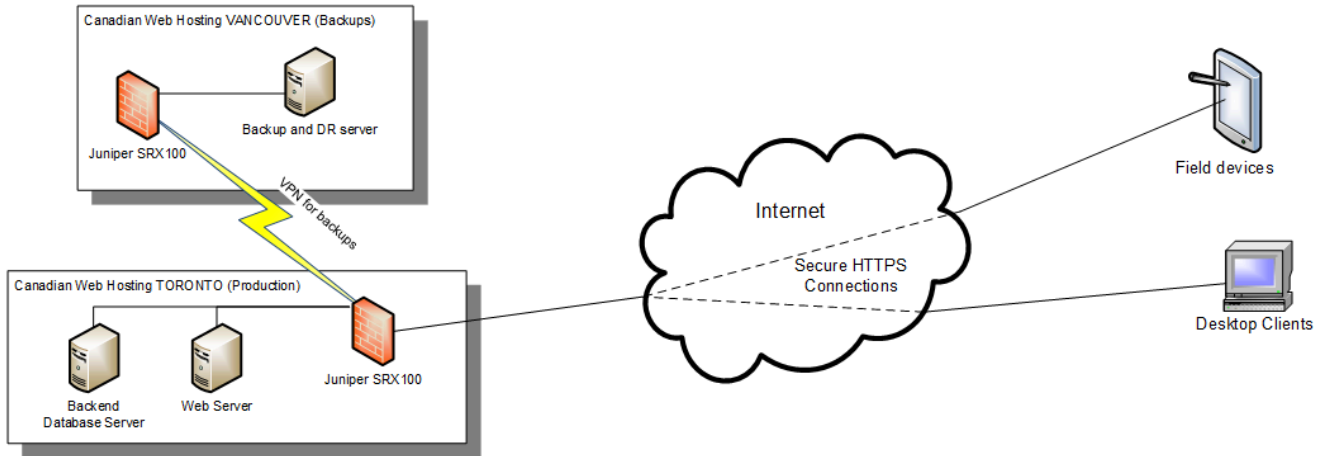 Canadian Web Hosting VANCOUVER (Backups)
Backup and DR server
Juniper SRX100
VPN for backups
Canadian Web Hosting TORONTO (Production)
Backend
Database Server
Web Server
Juniper SRX100
Internet
Secure HTTPS
Connections
Field devices
Desktop Clients